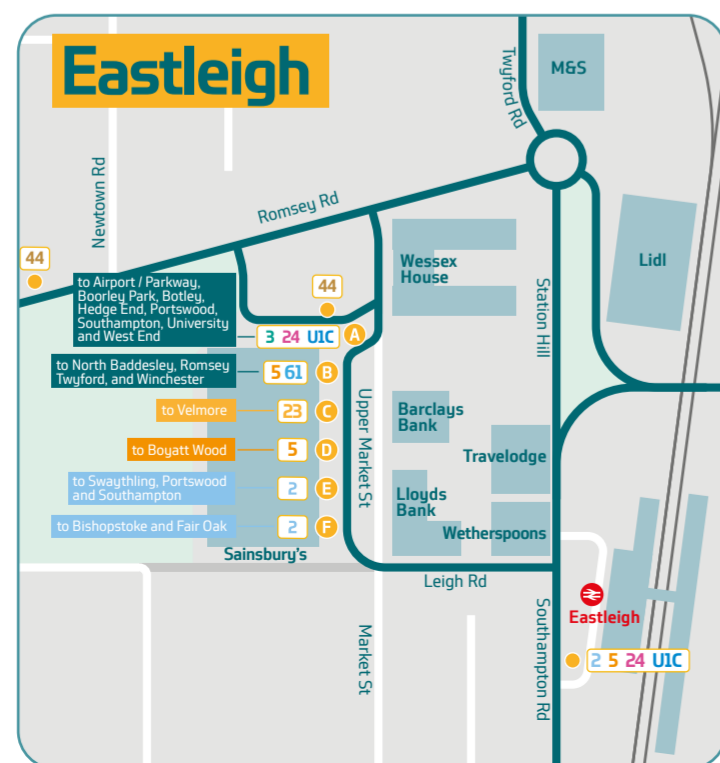 Eastleigh
Twyford Rd
M&S
Newtown Rd
Romsey Rd
44
Wessex
House
Station Hill
Lidl
to Airport / Parkway,
Boorley Park, Botley,
Hedge End, Portswood,
Southampton, University
and West End
44
3 24 U1C A
to North Baddesley, Romsey
Twyford, and Winchester
5 61 B
to Velmore
23 C
to Boyatt Wood
5 D
to Swaythling, Portswood
and Southampton
2 E
to Bishopstoke and Fair Oak
2 F
Sainsbury's
Upper Market St
Barclays
Bank
Travelodge
Lloyds
Bank
Wetherspoons
Leigh Rd
Market St
Southampton Rd
Eastleigh
2 5 24 U1C